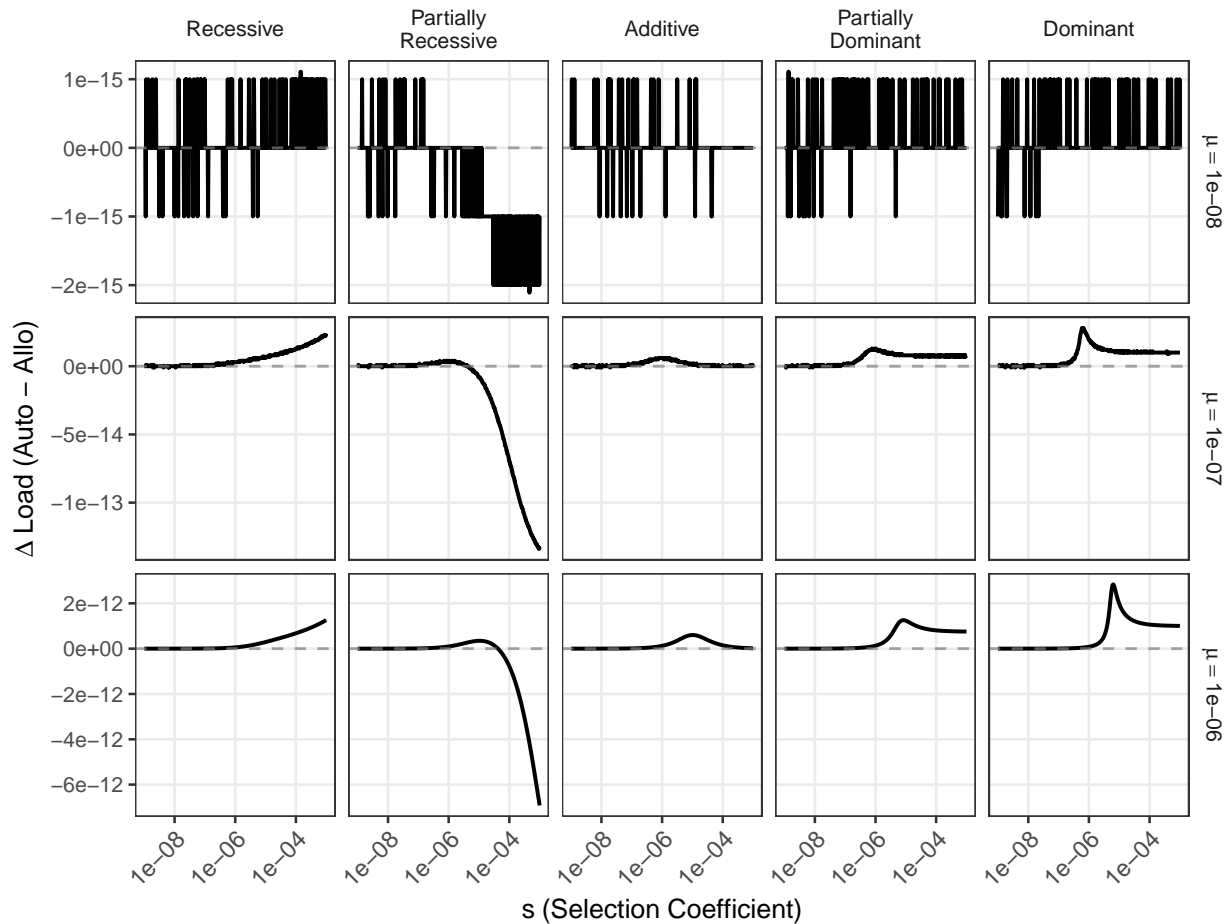 Recessive
Partially
Recessive
Additive
Partially
Dominant
Dominant
1e−15
0e+00
−1e−15
−2e−15
μ = 1e−08
0e+00
−5e−14
−1e−13
μ = 1e−07
2e−12
0e+00
−2e−12
−4e−12
−6e−12
μ = 1e−06
Δ Load (Auto − Allo)
1e−08
1e−06
1e−04
1e−08
1e−06
1e−04
1e−08
1e−06
1e−04
1e−08
1e−06
1e−04
1e−08
1e−06
1e−04
s (Selection Coefficient)